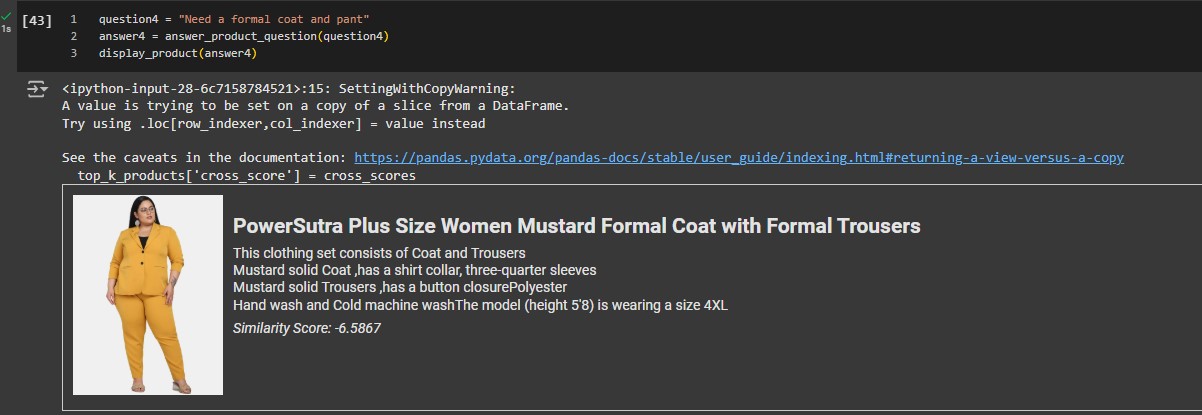 [43] 1 question4 = "Need a formal coat and pant"
1s 2 answer4 = answer_product_question(question4)
3 display_product(answer4)
<ipython-input-28-6c7158784521>:15: SettingWithCopyWarning:
A value is trying to be set on a copy of a slice from a DataFrame.
Try using .loc[row_indexer,col_indexer] = value instead
See the caveats in the documentation: https://pandas.pydata.org/pandas-docs/stable/user_guide/indexing.html#returning-a-view-versus-a-copy
top_k_products['cross_score'] = cross_scores
PowerSutra Plus Size Women Mustard Formal Coat with Formal Trousers
This clothing set consists of Coat and Trousers
Mustard solid Coat ,has a shirt collar, three-quarter sleeves
Mustard solid Trousers ,has a button closurePolyester
Hand wash and Cold machine washThe model (height 5'8) is wearing a size 4XL
Similarity Score: -6.5867